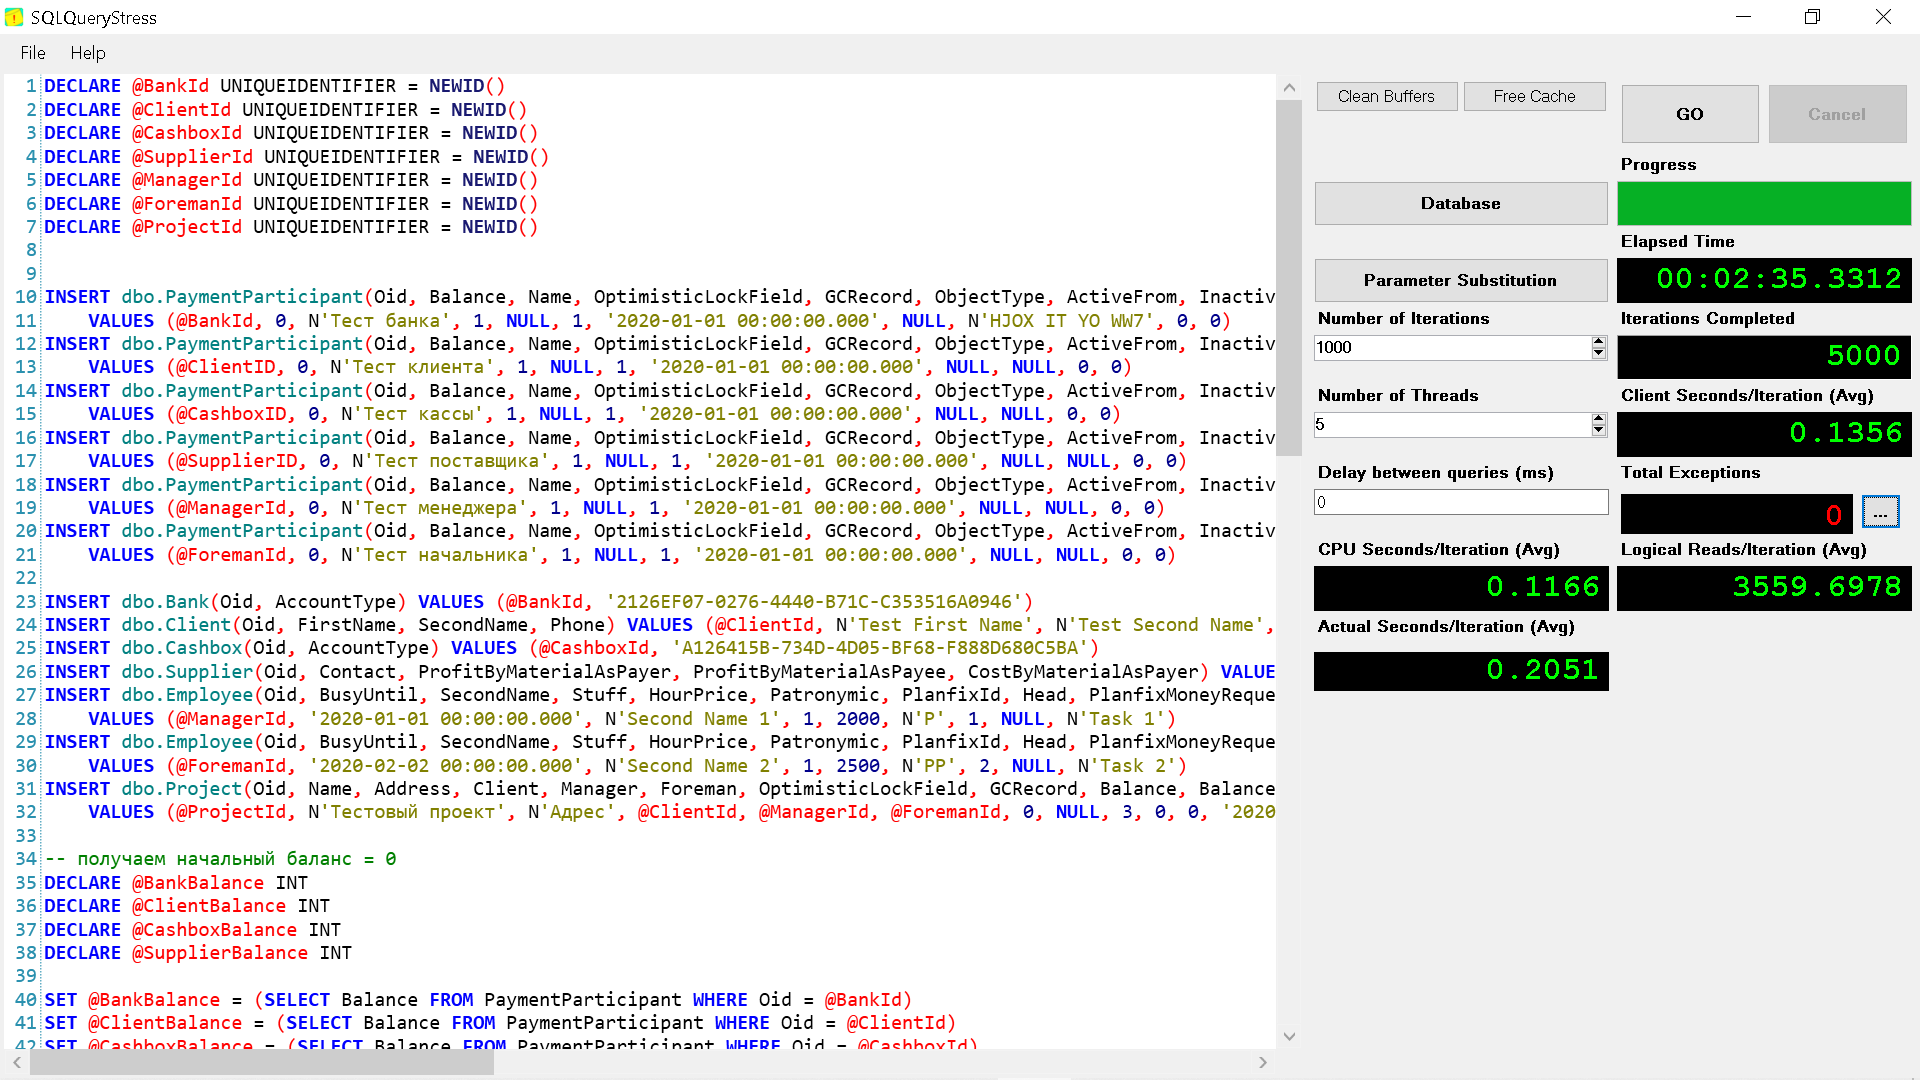 SQLQueryStress
File Help
1 DECLARE @BankId UNIQUEIDENTIFIER = NEWID()
2 DECLARE @ClientId UNIQUEIDENTIFIER = NEWID()
3 DECLARE @CashboxId UNIQUEIDENTIFIER = NEWID()
4 DECLARE @SupplierId UNIQUEIDENTIFIER = NEWID()
5 DECLARE @ManagerId UNIQUEIDENTIFIER = NEWID()
6 DECLARE @ForemanId UNIQUEIDENTIFIER = NEWID()
7 DECLARE @ProjectId UNIQUEIDENTIFIER = NEWID()
8
9
10 INSERT dbo.PaymentParticipant(Oid, Balance, Name, OptimisticLockField, GCRecord, ObjectType, ActiveFrom, Inactiv
11 VALUES (@BankId, 0, N'Тест банка', 1, NULL, 1, '2020-01-01 00:00:00.000', NULL, N'HJOX IT YO WW7', 0, 0)
12 INSERT dbo.PaymentParticipant(Oid, Balance, Name, OptimisticLockField, GCRecord, ObjectType, ActiveFrom, Inactiv
13 VALUES (@ClientID, 0, N'Тест клиента', 1, NULL, 1, '2020-01-01 00:00:00.000', NULL, NULL, 0, 0)
14 INSERT dbo.PaymentParticipant(Oid, Balance, Name, OptimisticLockField, GCRecord, ObjectType, ActiveFrom, Inactiv
15 VALUES (@CashboxID, 0, N'Тест кассы', 1, NULL, 1, '2020-01-01 00:00:00.000', NULL, NULL, 0, 0)
16 INSERT dbo.PaymentParticipant(Oid, Balance, Name, OptimisticLockField, GCRecord, ObjectType, ActiveFrom, Inactiv
17 VALUES (@SupplierID, 0, N'Тест поставщика', 1, NULL, 1, '2020-01-01 00:00:00.000', NULL, NULL, 0, 0)
18 INSERT dbo.PaymentParticipant(Oid, Balance, Name, OptimisticLockField, GCRecord, ObjectType, ActiveFrom, Inactiv
19 VALUES (@ManagerId, 0, N'Тест менеджера', 1, NULL, 1, '2020-01-01 00:00:00.000', NULL, NULL, 0, 0)
20 INSERT dbo.PaymentParticipant(Oid, Balance, Name, OptimisticLockField, GCRecord, ObjectType, ActiveFrom, Inactiv
21 VALUES (@ForemanId, 0, N'Тест начальника', 1, NULL, 1, '2020-01-01 00:00:00.000', NULL, NULL, 0, 0)
22
23 INSERT dbo.Bank(Oid, AccountType) VALUES (@BankId, '2126EF07-0276-4440-B71C-C353516A0946')
24 INSERT dbo.Client(Oid, FirstName, SecondName, Phone) VALUES (@ClientId, N'Test First Name', N'Test Second Name',
25 INSERT dbo.Cashbox(Oid, AccountType) VALUES (@CashboxId, 'A126415B-734D-4D05-BF68-F888D680C5BA')
26 INSERT dbo.Supplier(Oid, Contact, ProfitByMaterialAsPayer, ProfitByMaterialAsPayee, CostByMaterialAsPayer) VALUE
27 INSERT dbo.Employee(Oid, BusyUntil, SecondName, Stuff, HourPrice, Patronymic, PlanfixId, Head, PlanfixMoneyReque
28 VALUES (@ManagerId, '2020-01-01 00:00:00.000', N'Second Name 1', 1, 2000, N'P', 1, NULL, N'Task 1')
29 INSERT dbo.Employee(Oid, BusyUntil, SecondName, Stuff, HourPrice, Patronymic, PlanfixId, Head, PlanfixMoneyReque
30 VALUES (@ForemanId, '2020-02-02 00:00:00.000', N'Second Name 2', 1, 2500, N'PP', 2, NULL, N'Task 2')
31 INSERT dbo.Project(Oid, Name, Address, Client, Manager, Foreman, OptimisticLockField, GCRecord, Balance, Balance
32 VALUES (@ProjectId, N'Тестовый проект', N'Адрес', @ClientId, @ManagerId, @ForemanId, 0, NULL, 3, 0, 0, '2020
33
34 -- получаем начальный баланс = 0
35 DECLARE @BankBalance INT
36 DECLARE @ClientBalance INT
37 DECLARE @CashboxBalance INT
38 DECLARE @SupplierBalance INT
39
40 SET @BankBalance = (SELECT Balance FROM PaymentParticipant WHERE Oid = @BankId)
41 SET @ClientBalance = (SELECT Balance FROM PaymentParticipant WHERE Oid = @ClientId)
42 SET @CashboxBalance = (SELECT Balance FROM PaymentParticipant WHERE Oid = @CashboxId)
Clean Buffers Free Cache GO Cancel
Progress
Database
Elapsed Time
00:02:35.3312
Parameter Substitution
Number of Iterations Iterations Completed
1000 5000
Number of Threads Client Seconds/Iteration (Avg)
5 0.1356
Delay between queries (ms) Total Exceptions
0 0 ...
CPU Seconds/Iteration (Avg) Logical Reads/Iteration (Avg)
0.1166 3559.6978
Actual Seconds/Iteration (Avg)
0.2051